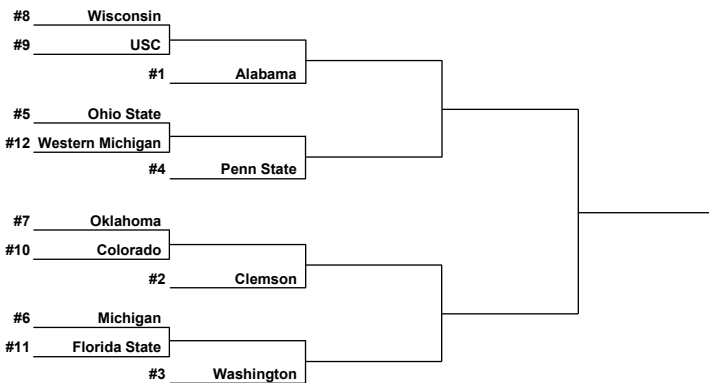 #8 Wisconsin
#9 USC
#1 Alabama
#5 Ohio State
#12 Western Michigan
#4 Penn State
#7 Oklahoma
#10 Colorado
#2 Clemson
#6 Michigan
#11 Florida State
#3 Washington